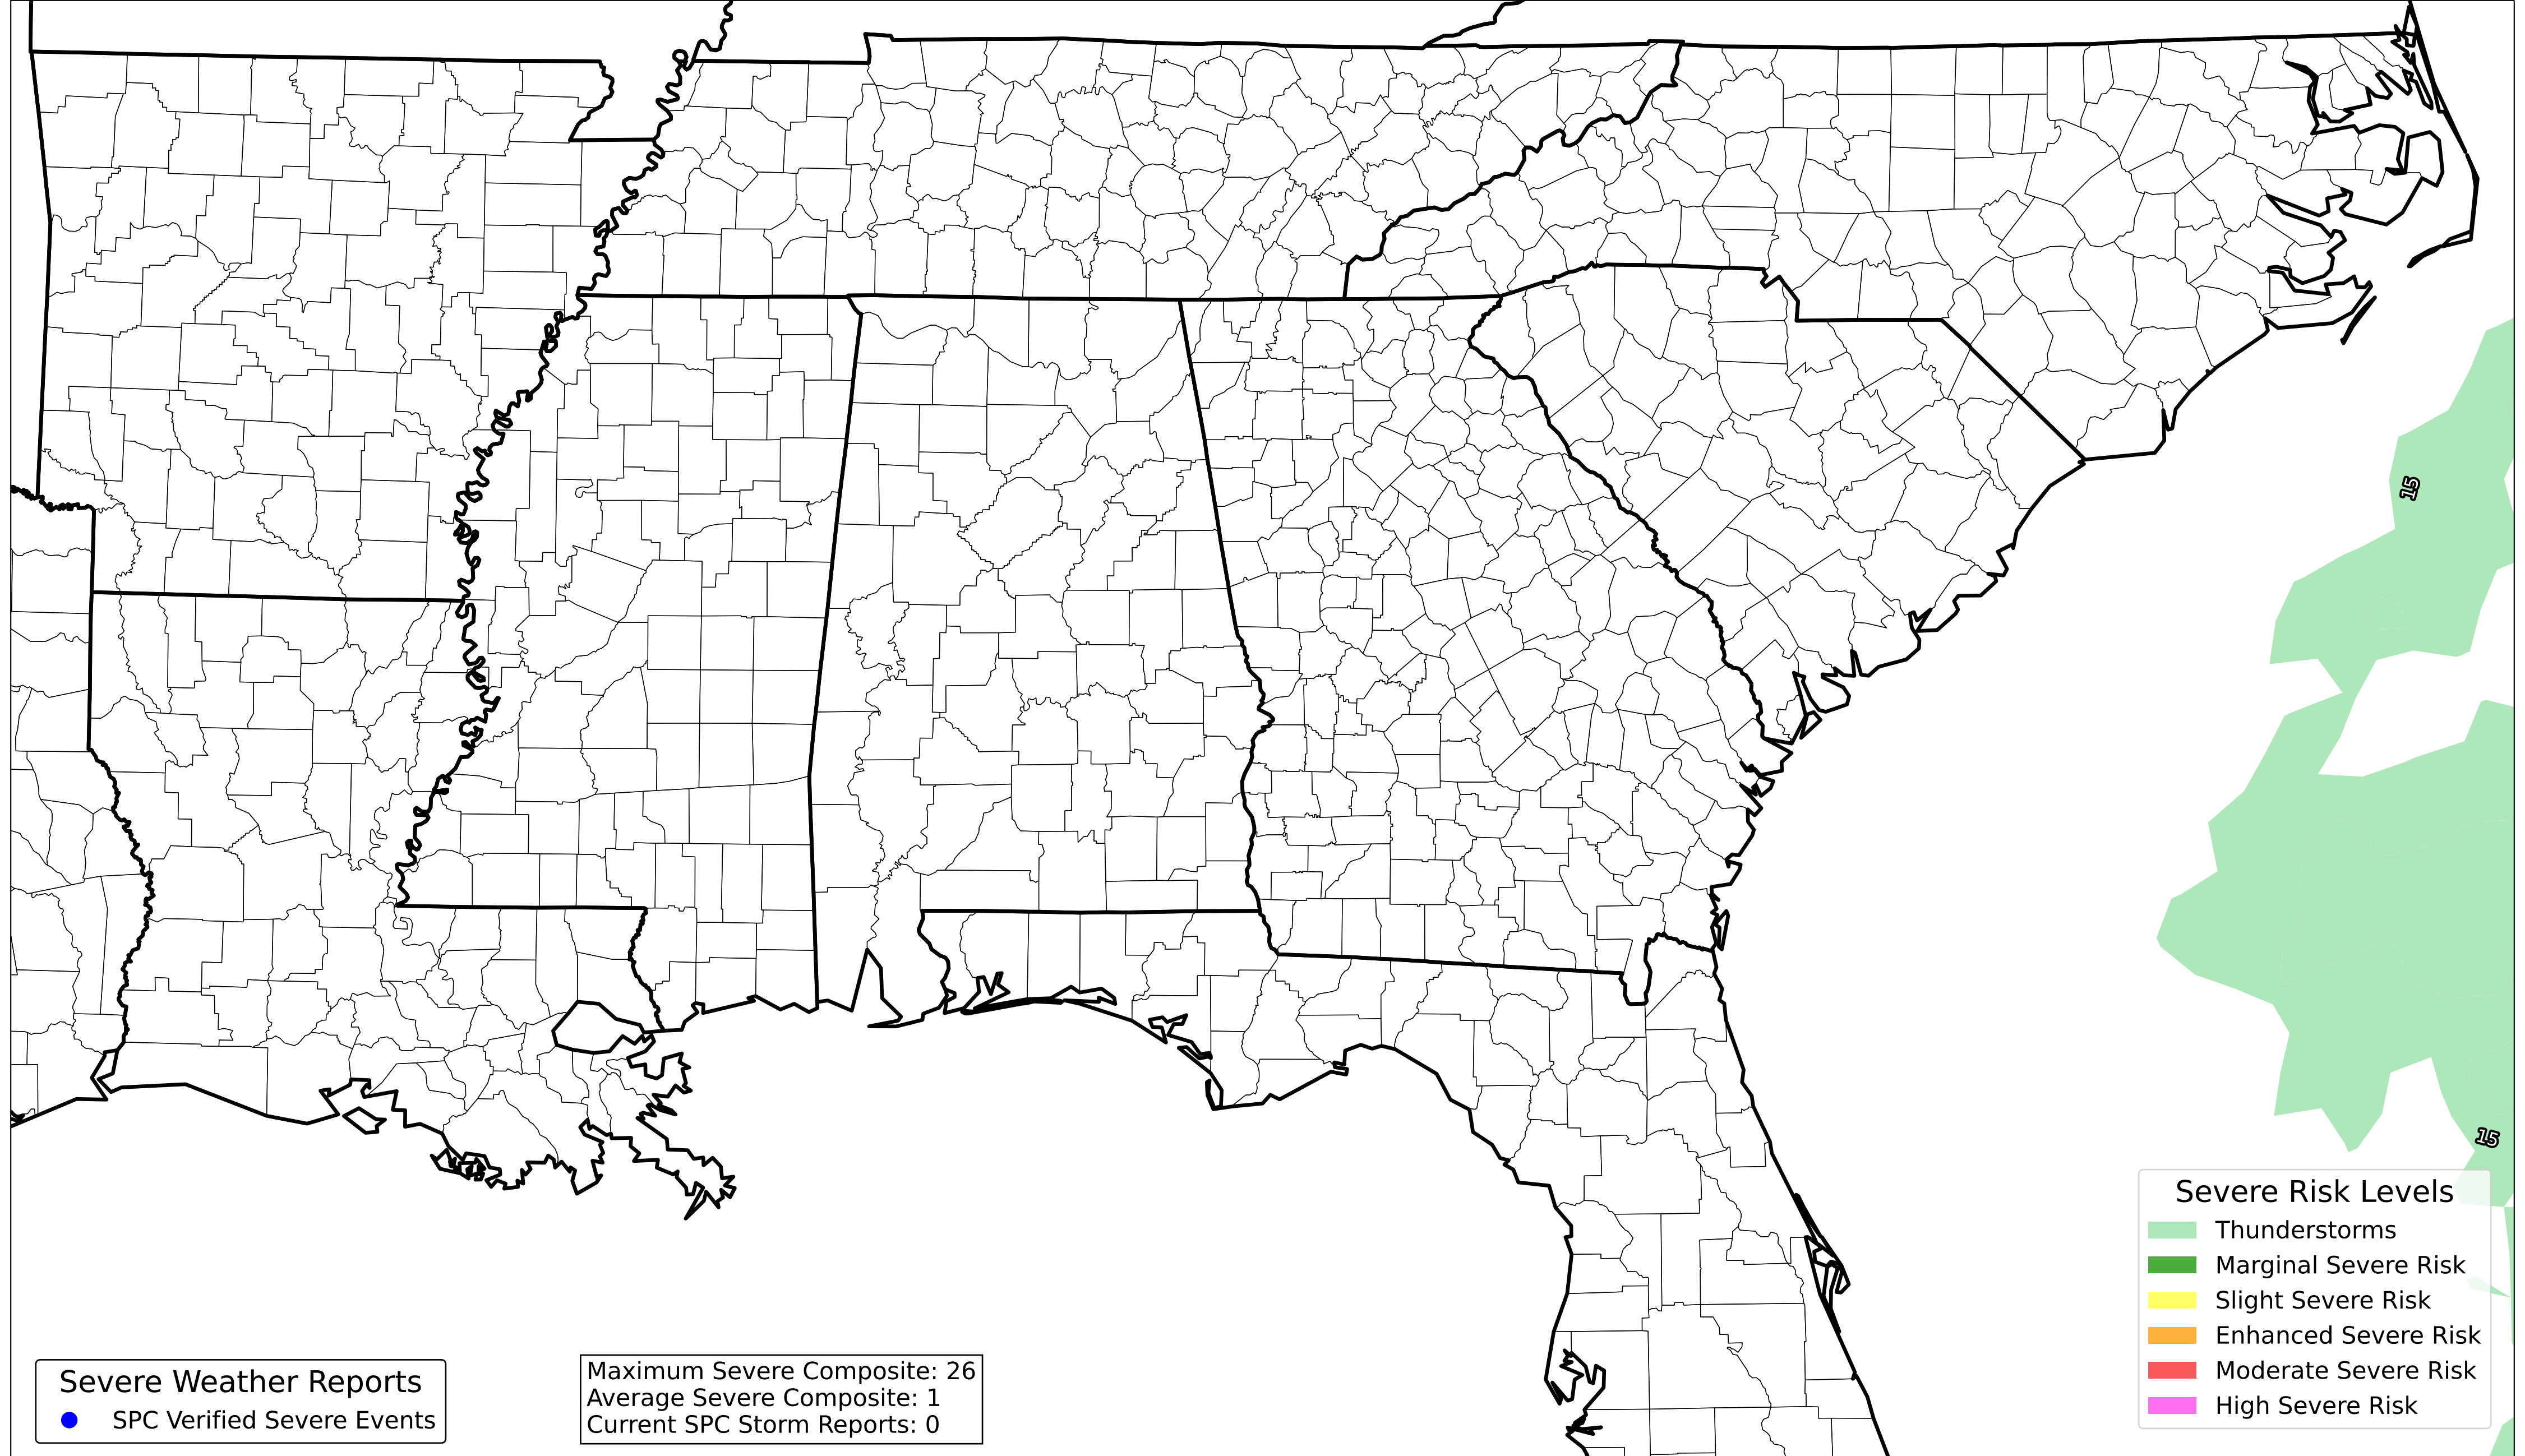 15
15
Severe Risk Levels
Thunderstorms
Marginal Severe Risk
Slight Severe Risk
Enhanced Severe Risk
Moderate Severe Risk
High Severe Risk
Severe Weather Reports
SPC Verified Severe Events
Maximum Severe Composite: 26
Average Severe Composite: 1
Current SPC Storm Reports: 0